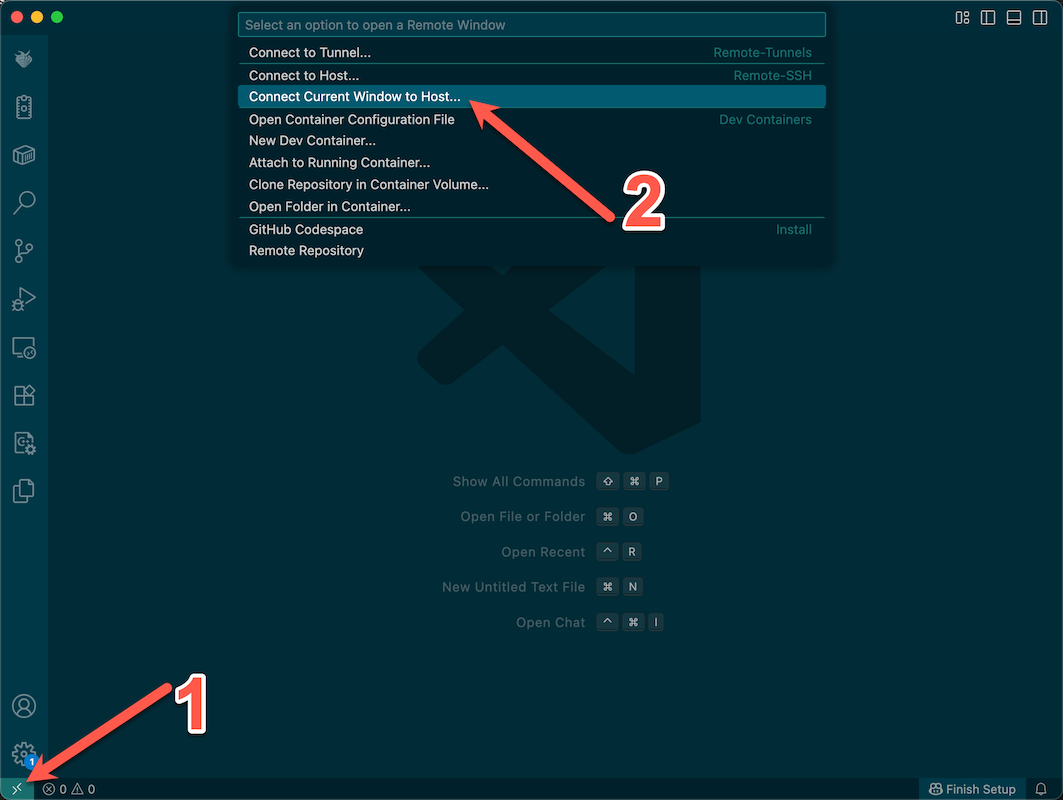 Select an option to open a Remote Window
Connect to Tunnel... Remote-Tunnels
Connect to Host... Remote-SSH
Connect Current Window to Host...
Open Container Configuration File Dev Containers
New Dev Container...
Attach to Running Container...
Clone Repository in Container Volume...
Open Folder in Container...
GitHub Codespace Install
Remote Repository
2
Show All Commands ⇧ ⌘ P
Open File or Folder ⌘ O
Open Recent ^ R
New Untitled Text File ⌘ N
Open Chat ^ ⌘ I
1
1
0 0 Finish Setup